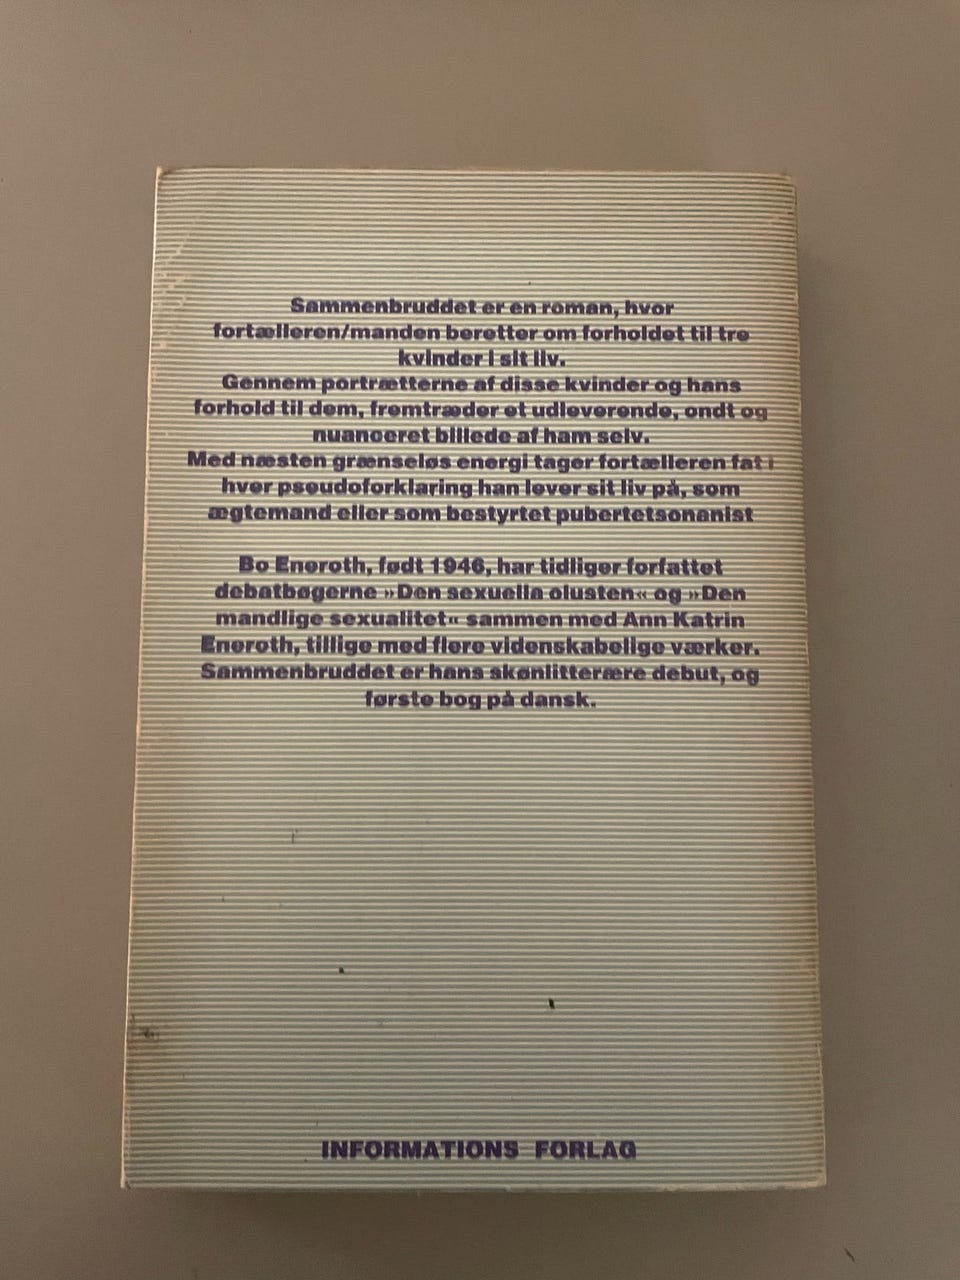 Sammenbruddet er en roman, hvor
fortælleren/manden beretter om forholdet til tre
kvinder i sit liv.
Gennem portrætterne af disse kvinder og hans
forhold til dem, fremtræder et udleverende, ondt og
nuanceret billede af ham selv.
Med næsten grænseløs energi tager fortælleren fat i
hver pseudoforklaring han lever sit liv på, som
ægtemand eller som bestyrtet pubertetsonanist
Bo Eneroth, født 1946, har tidliger forfattet
debatbøgerne »Den sexuella olusten« og »Den
mandlige sexualitet« sammen med Ann Katrin
Eneroth, tillige med flere videnskabelige værker.
Sammenbruddet er hans skønlitterære debut, og
første bog på dansk.
INFORMATIONS FORLAG